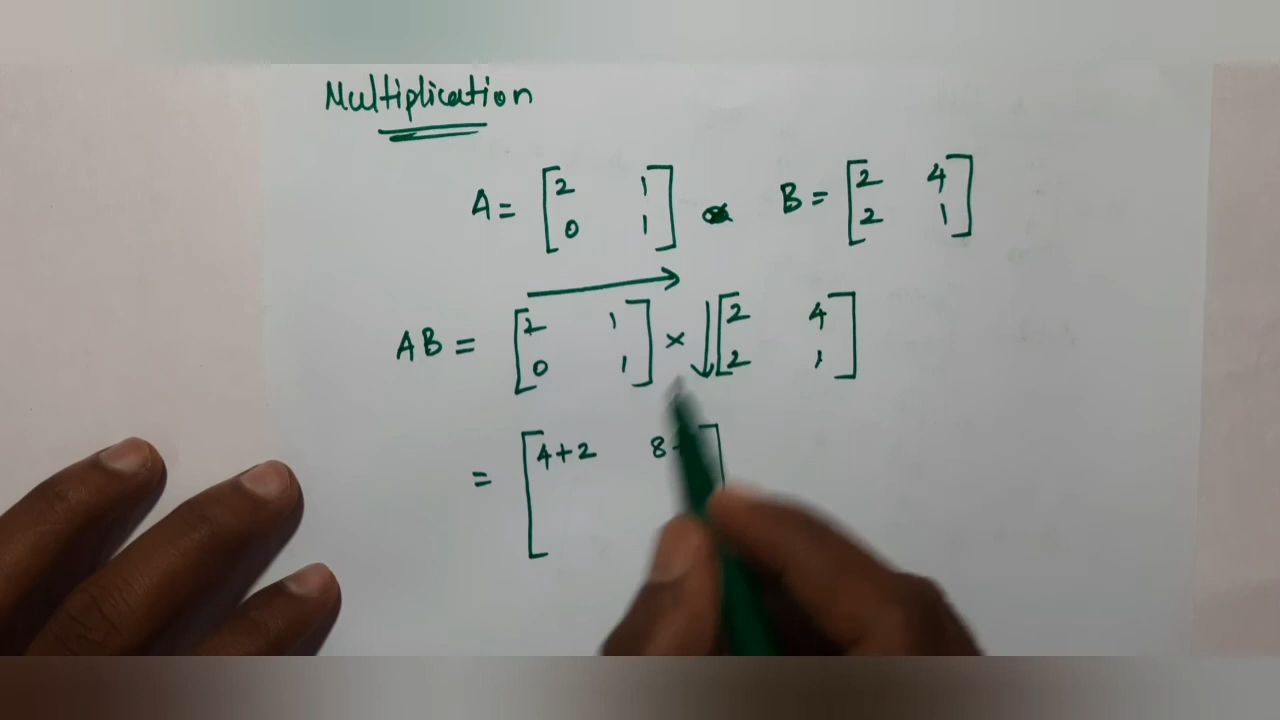 Multiplication
A = [2 1] B = [2 4]
[0 1] [2 1]
AB = [2 1] × [2 4]
[0 1] [2 1]
= [4+2 8+]